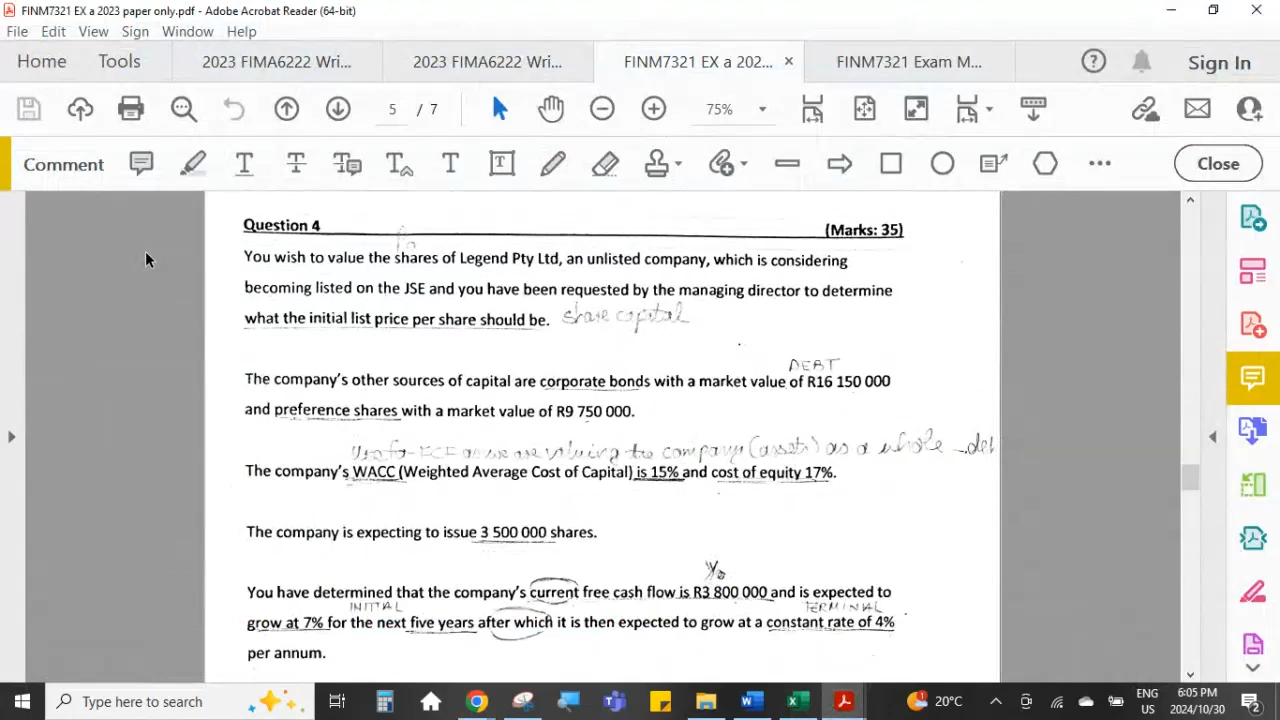 FINM7321 EX a 2023 paper only.pdf - Adobe Acrobat Reader (64-bit)
File Edit View Sign Window Help
Home Tools 2023 FIMA6222 Wri... 2023 FIMA6222 Wri... FINM7321 EX a 202... × FINM7321 Exam M... Sign In
5 / 7 75%
Comment Close
Question 4 (Marks: 35)
You wish to value the shares of Legend Pty Ltd, an unlisted company, which is considering
becoming listed on the JSE and you have been requested by the managing director to determine
what the initial list price per share should be. share capital
DEBT
The company's other sources of capital are corporate bonds with a market value of R16 150 000
and preference shares with a market value of R9 750 000.
as we are valuing the company (assets) as a whole
The company's WACC (Weighted Average Cost of Capital) is 15% and cost of equity 17%.
The company is expecting to issue 3 500 000 shares.
You have determined that the company's current free cash flow is R3 800 000 and is expected to
INITIAL TERMINAL
grow at 7% for the next five years after which it is then expected to grow at a constant rate of 4%
per annum.
Type here to search 20°C ENG US 6:05 PM 2024/10/30 2